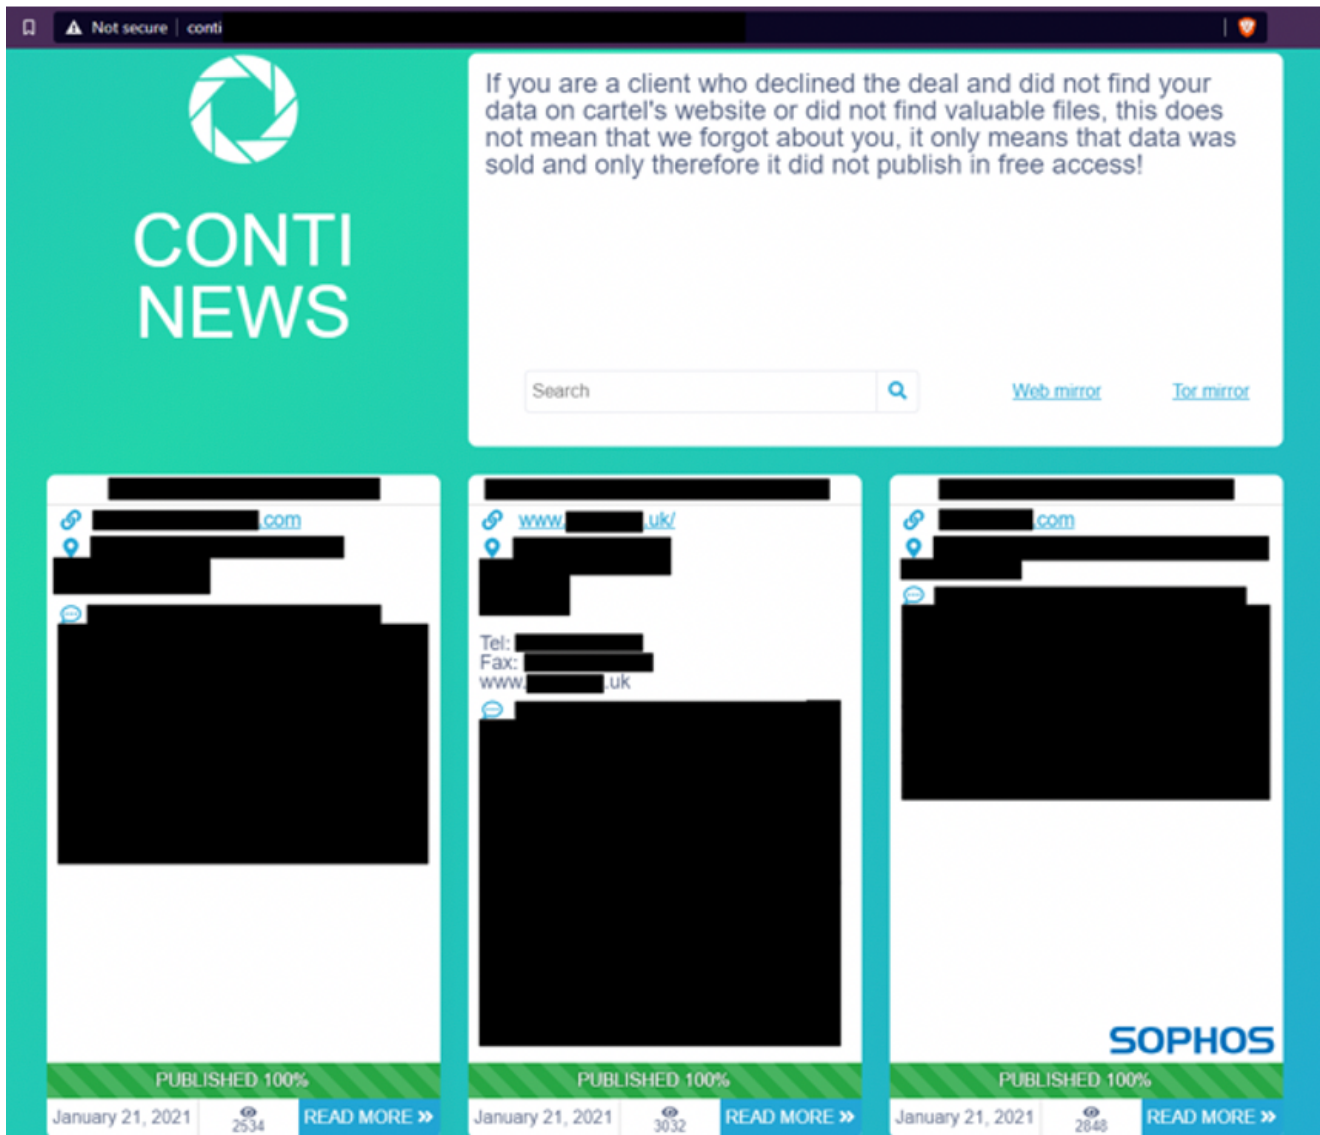 Not secure
conti
If you are a client who declined the deal and did not find your
data on cartel's website or did not find valuable files, this does
not mean that we forgot about you, it only means that data was
sold and only therefore it did not publish in free access!
CONTI
NEWS
Search
Web mirror
Tor mirror
.com
PUBLISHED 100%
January 21, 2021
2534
READ MORE »
www. .uk/
Tel:
Fax:
www. .uk
PUBLISHED 100%
January 21, 2021
3032
READ MORE »
.com
SOPHOS
PUBLISHED 100%
January 21, 2021
2848
READ MORE »